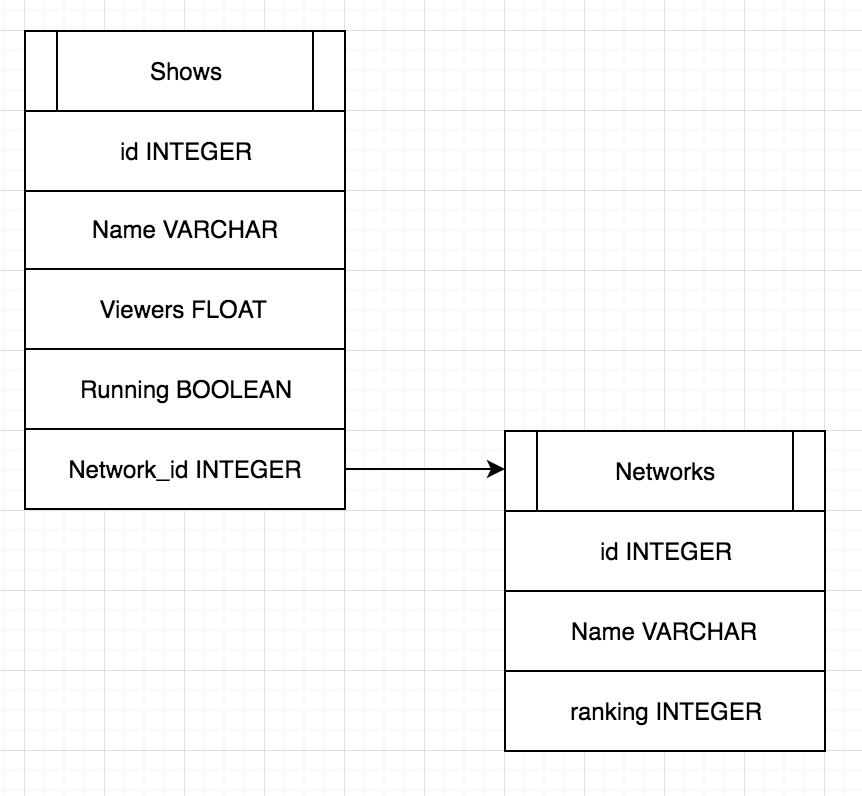 Shows
id INTEGER
Name VARCHAR
Viewers FLOAT
Running BOOLEAN
Network_id INTEGER
Networks
id INTEGER
Name VARCHAR
ranking INTEGER